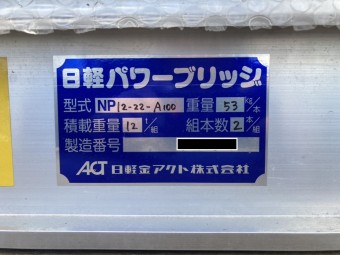 日軽パワーブリッジ
型式 NP 12-22-A100 重量 53 kg/本
積載重量 12 t/組 組本数 2 本/組
製造番号
ACT 日軽金アクト株式会社